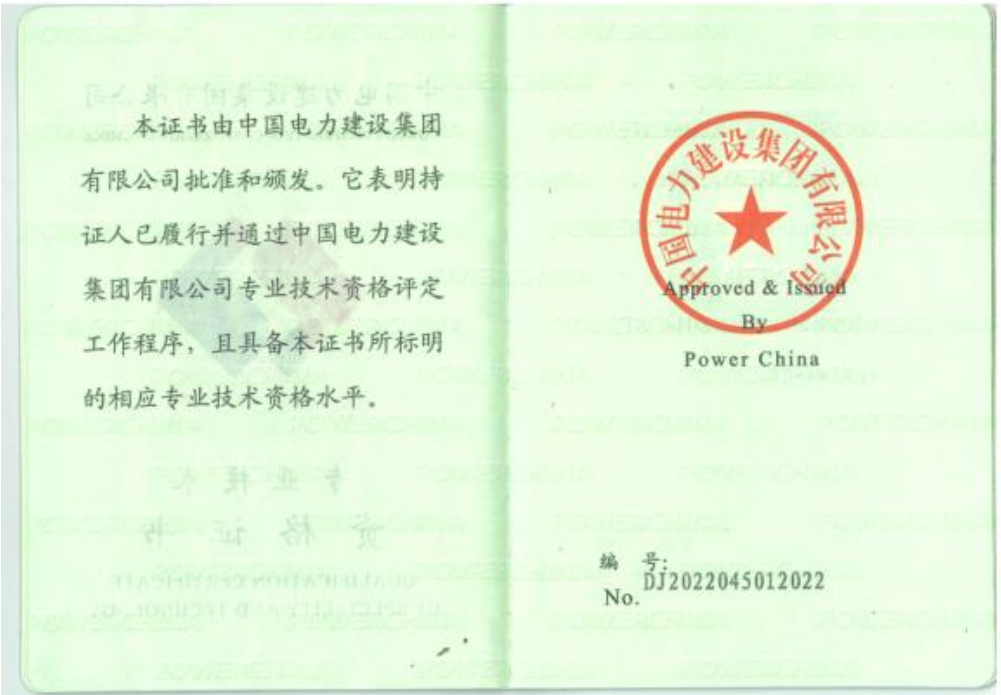 本证书由中国电力建设集团
有限公司批准和颁发。它表明持
证人已履行并通过中国电力建设
集团有限公司专业技术资格评定
工作程序，且具备本证书所标明
的相应专业技术资格水平。
中国电力建设集团有限公司
Approved & Issued
By
Power China
编 号:
No. DJ2022045012022